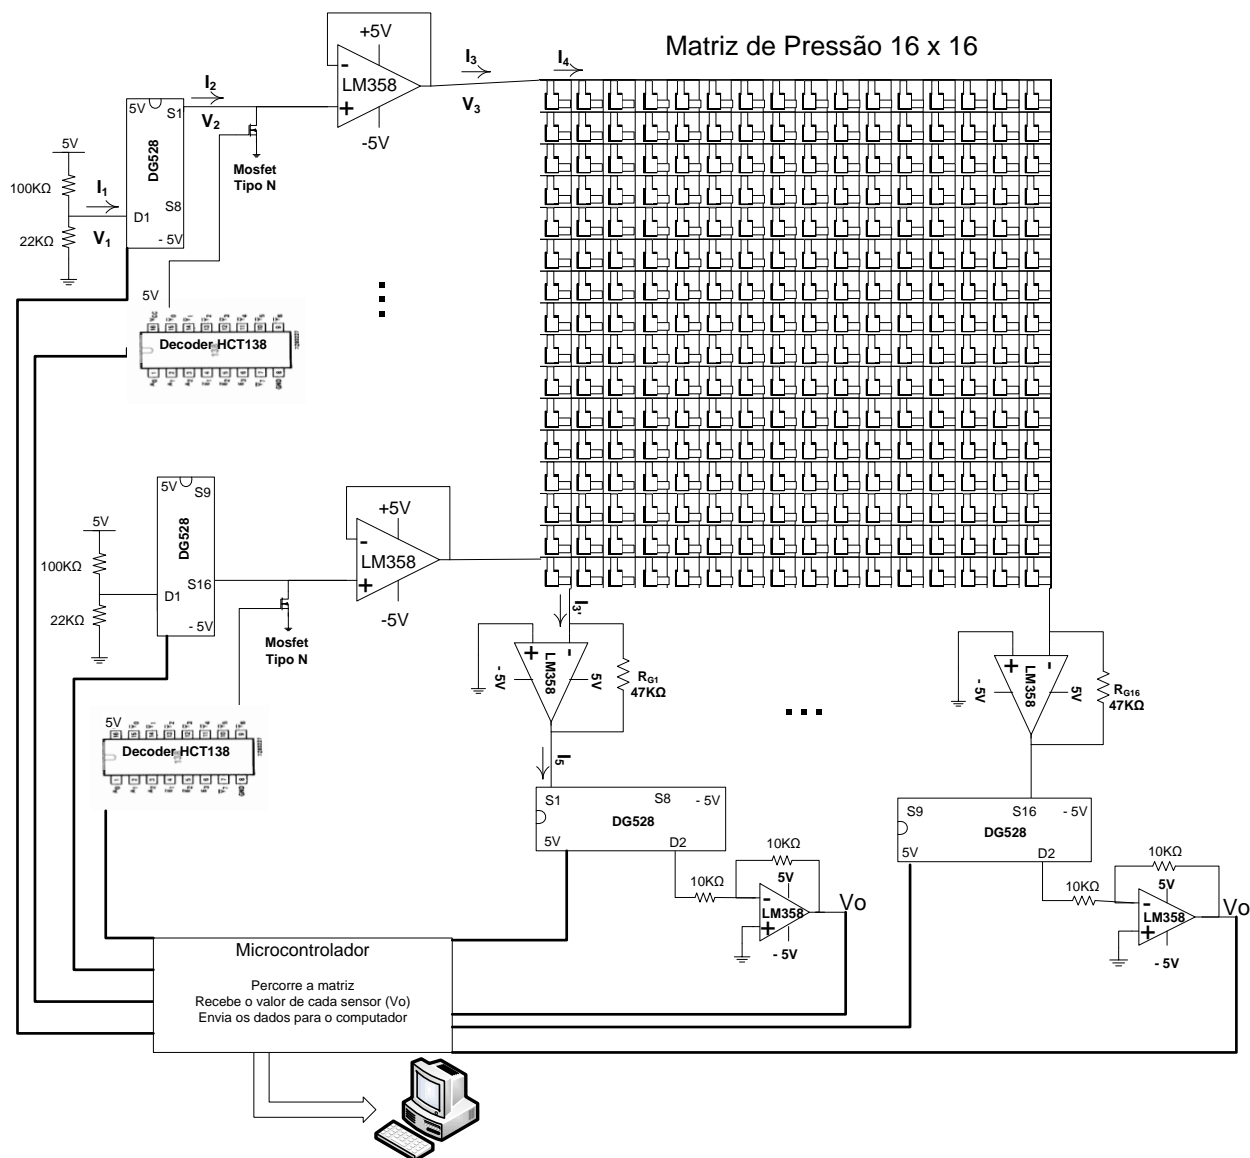 Matriz de Pressão 16 x 16
+5V
-
LM358
+
-5V
I3
V3
I4
I2
V2
5V
S1
DG528
S8
D1
- 5V
5V
100KΩ
22KΩ
I1
V1
Mosfet
Tipo N
5V
Decoder HCT138
...
5V
S9
DG528
S16
D1
- 5V
5V
100KΩ
22KΩ
+5V
-
LM358
+
-5V
Mosfet
Tipo N
5V
Decoder HCT138
I3'
+
-
LM358
- 5V
5V
RG1
47KΩ
I5
...
+
-
LM358
- 5V
5V
RG16
47KΩ
S1
S8
- 5V
DG528
5V
D2
10KΩ
10KΩ
5V
-
LM358
+
- 5V
Vo
S9
S16
- 5V
DG528
5V
D2
10KΩ
10KΩ
5V
-
LM358
+
- 5V
Vo
Microcontrolador
Percorre a matriz
Recebe o valor de cada sensor (Vo)
Envia os dados para o computador